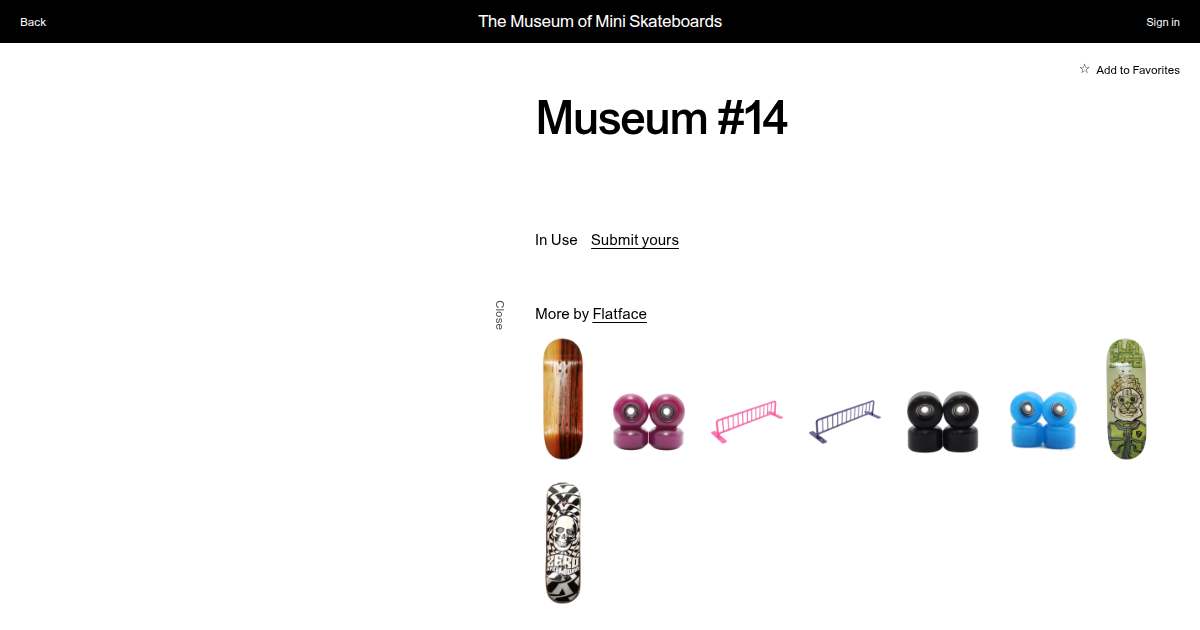 Back
The Museum of Mini Skateboards
Sign in
☆ Add to Favorites
Museum #14
In Use Submit yours
Close
More by Flatface
ZERO